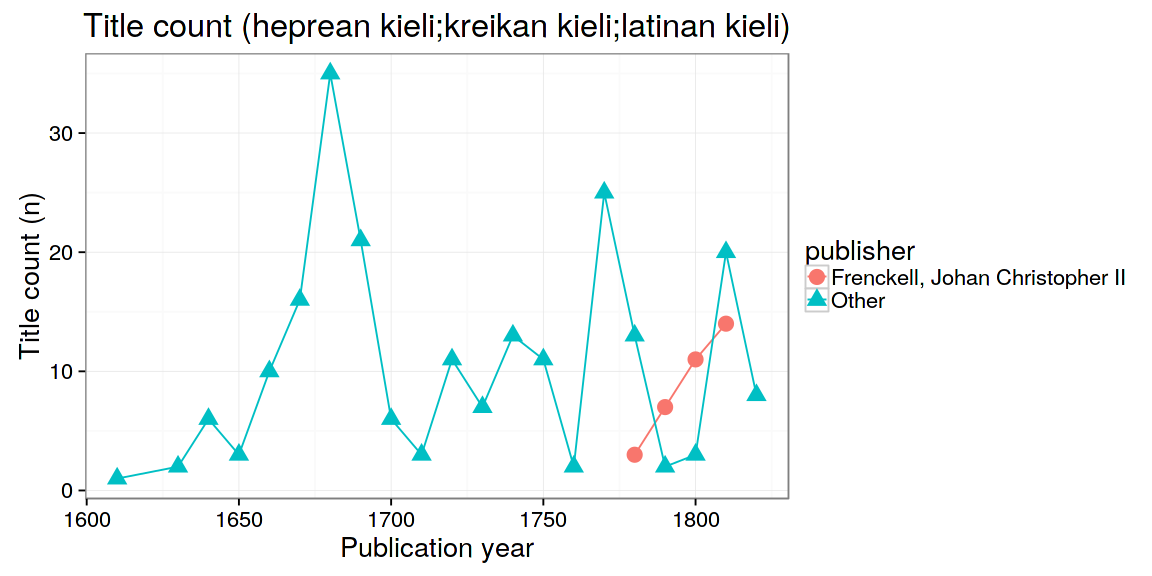 Title count (heprean kieli;kreikan kieli;latinan kieli)
Title count (n)
30
20
10
0
1600 1650 1700 1750 1800
Publication year
publisher
Frenckell, Johan Christopher II
Other